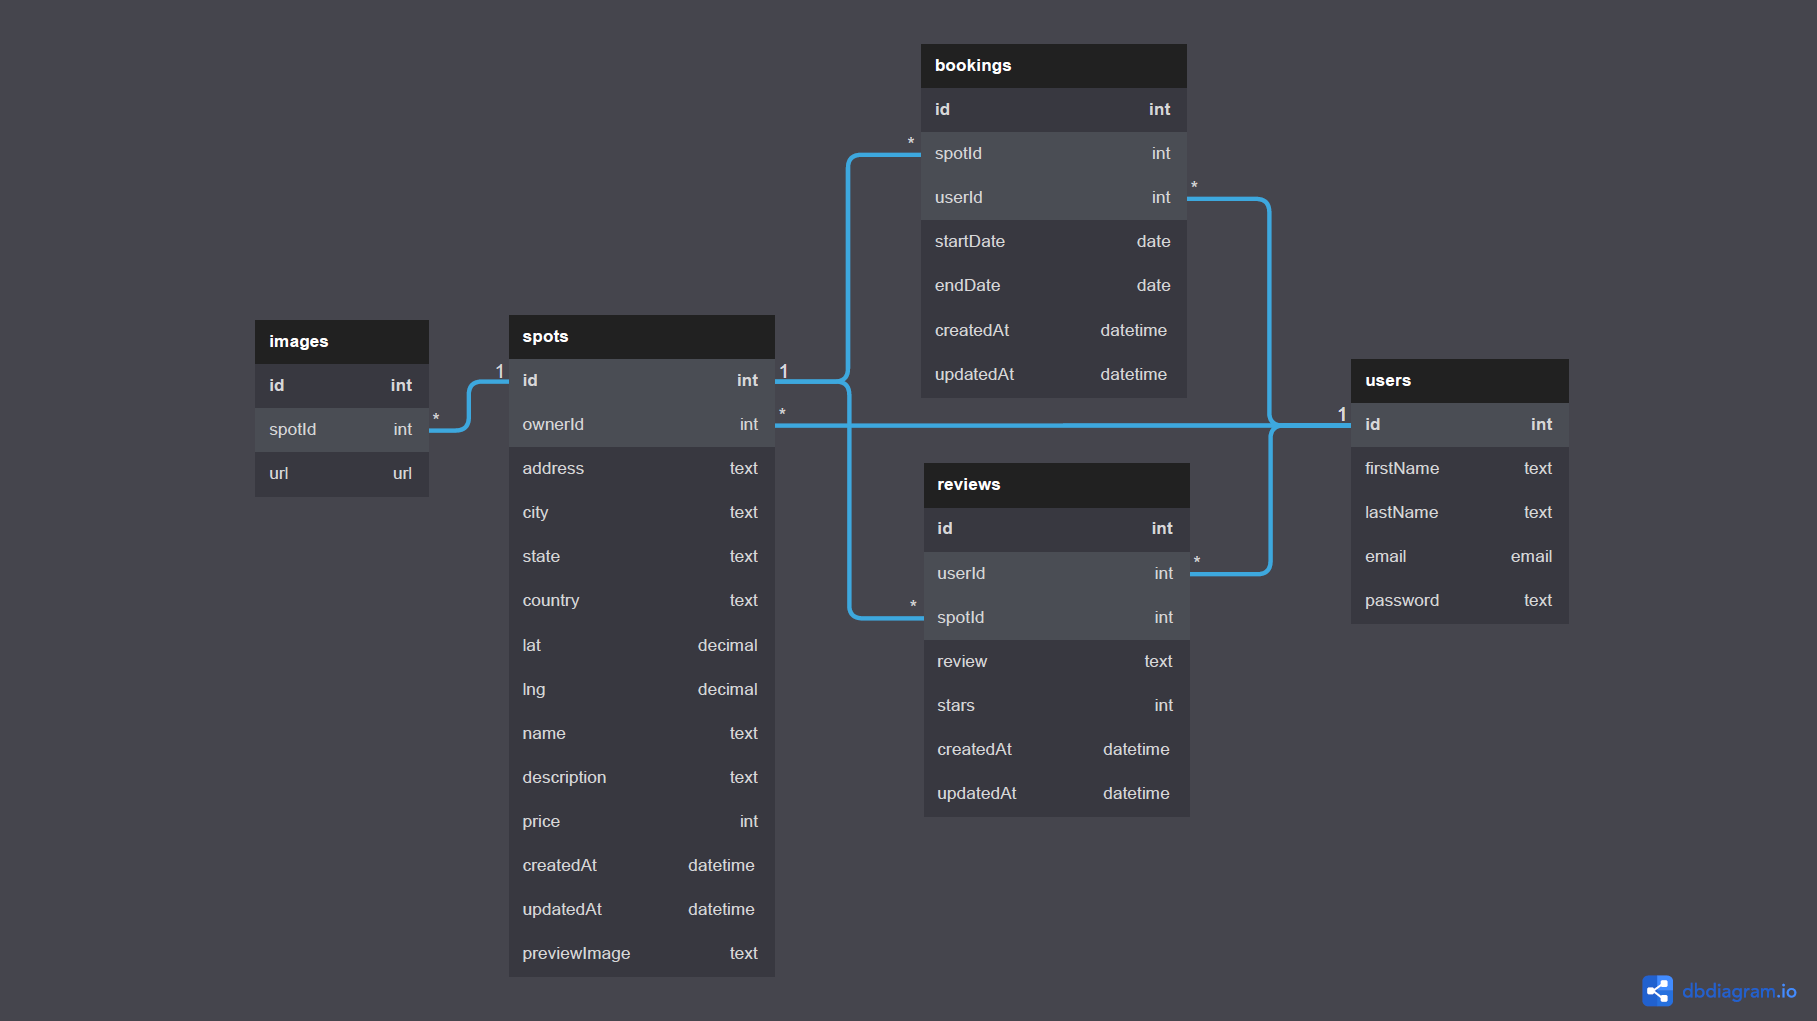 bookings
id int
spotId int
userId int
startDate date
endDate date
createdAt datetime
updatedAt datetime
*
*
images
id int
spotId int
url url
*
1
spots
id int
ownerId int
address text
city text
state text
country text
lat decimal
lng decimal
name text
description text
price int
createdAt datetime
updatedAt datetime
previewImage text
1
*
reviews
id int
userId int
spotId int
review text
stars int
createdAt datetime
updatedAt datetime
*
*
1
users
id int
firstName text
lastName text
email email
password text
dbdiagram.io